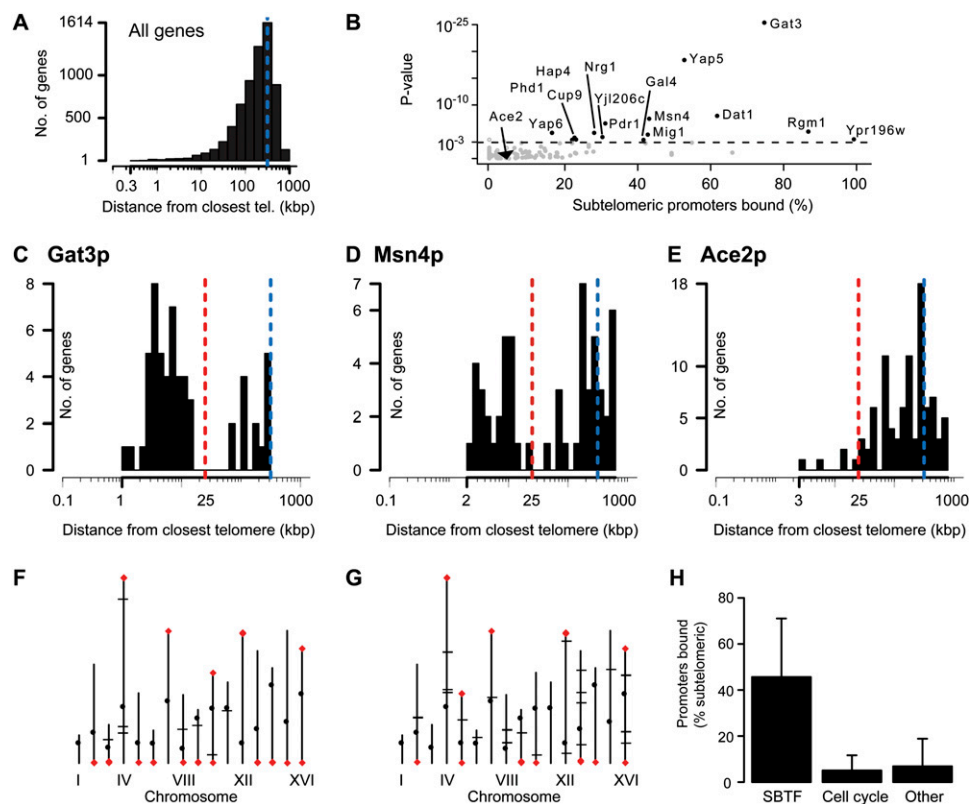 A
All genes
1614
1000
500
1
No. of genes
0.3 1 10 100 1000
Distance from closest tel. (kbp)
B
10-25
10-10
10-3
P-value
Gat3
Yap5
Nrg1
Hap4
Gal4
Phd1
Cup9
Yjl206c
Ace2
Yap6
Pdr1
Msn4
Mig1
Dat1
Rgm1
Ypr196w
0 20 40 60 80 100
Subtelomeric promoters bound (%)
C Gat3p
8
6
4
2
0
No. of genes
0.1 1 25 1000
Distance from closest telomere (kbp)
D Msn4p
7
6
4
2
0
No. of genes
0.1 2 25 1000
Distance from closest telomere (kbp)
E Ace2p
18
10
5
0
No. of genes
0.1 3 25 1000
Distance from closest telomere (kbp)
F
I IV VIII XII XVI
Chromosome
G
I IV VIII XII XVI
Chromosome
H
80
60
40
20
0
Promoters bound
(% subtelomeric)
SBTF Cell cycle Other